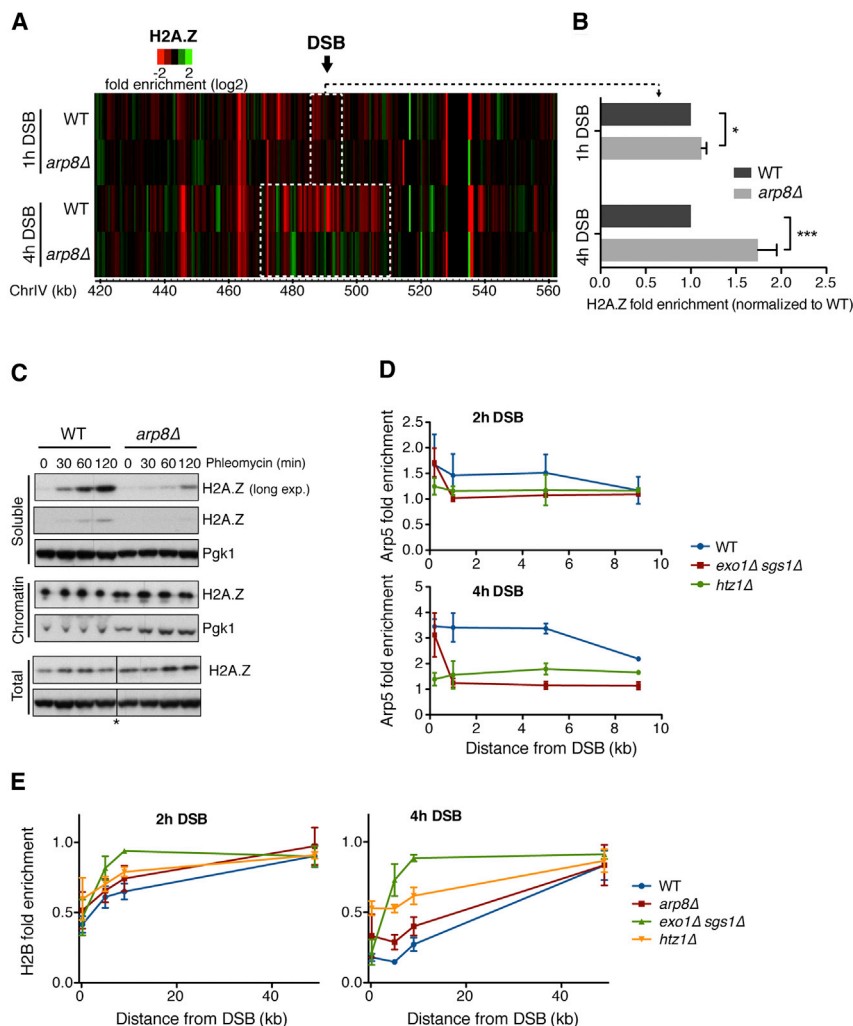 A
H2A.Z
-2 2
fold enrichment (log2)
DSB
1h DSB
WT
arp8Δ
4h DSB
WT
arp8Δ
ChrIV (kb)
420 440 460 480 500 520 540 560
B
1h DSB
*
WT
arp8Δ
4h DSB
***
0.0 0.5 1.0 1.5 2.0 2.5
H2A.Z fold enrichment (normalized to WT)
C
WT arp8Δ
0 30 60 120 0 30 60 120 Phleomycin (min)
Soluble
H2A.Z (long exp.)
H2A.Z
Pgk1
Chromatin
H2A.Z
Pgk1
Total
H2A.Z
*
D
2h DSB
Arp5 fold enrichment
2.5
2.0
1.5
1.0
0.5
0.0
0 2 4 6 8 10
WT
exo1Δ sgs1Δ
htz1Δ
4h DSB
Arp5 fold enrichment
5
4
3
2
1
0
0 2 4 6 8 10
Distance from DSB (kb)
E
2h DSB
H2B fold enrichment
1.0
0.5
0.0
0 20 40
Distance from DSB (kb)
4h DSB
1.0
0.5
0.0
0 20 40
Distance from DSB (kb)
WT
arp8Δ
exo1Δ sgs1Δ
htz1Δ